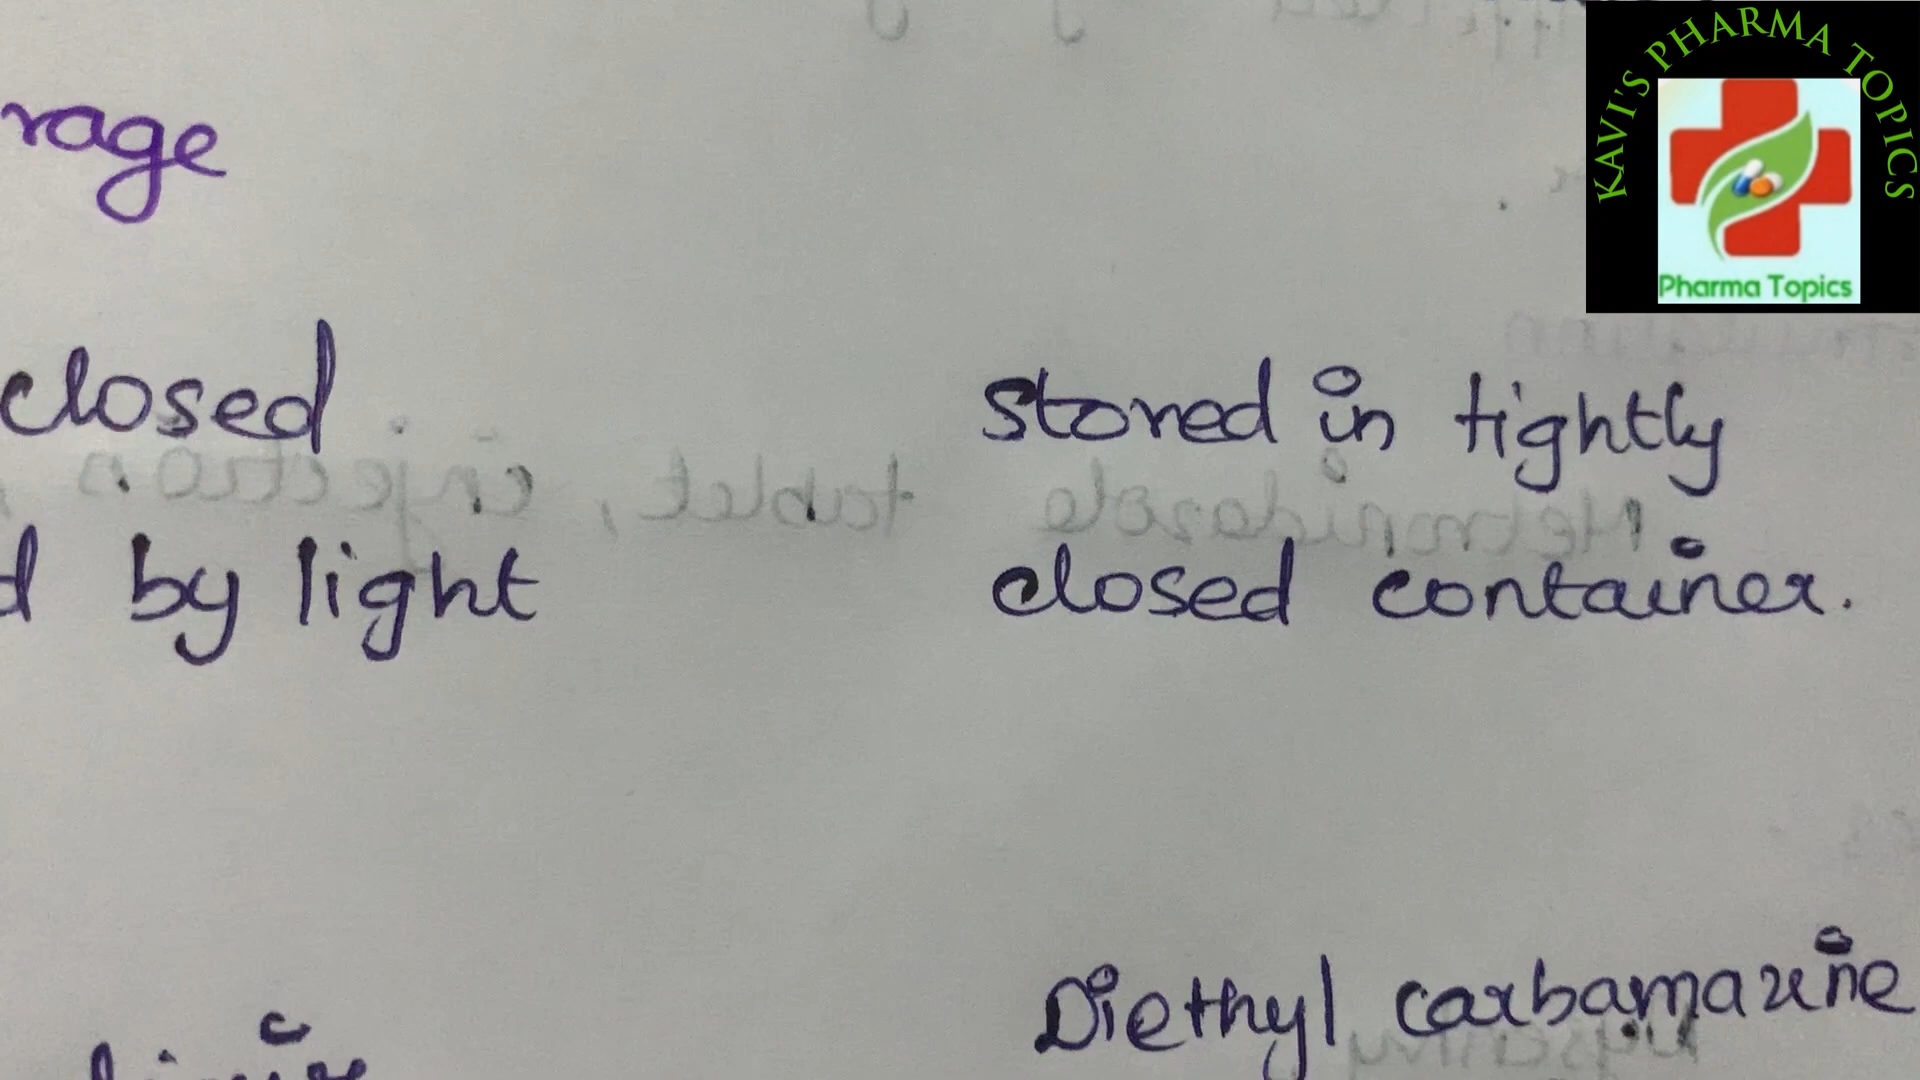 KAVI'S PHARMA TOPICS
Pharma Topics
rage
closed
stored in tightly
d by light
closed container.
Diethyl carbamazine